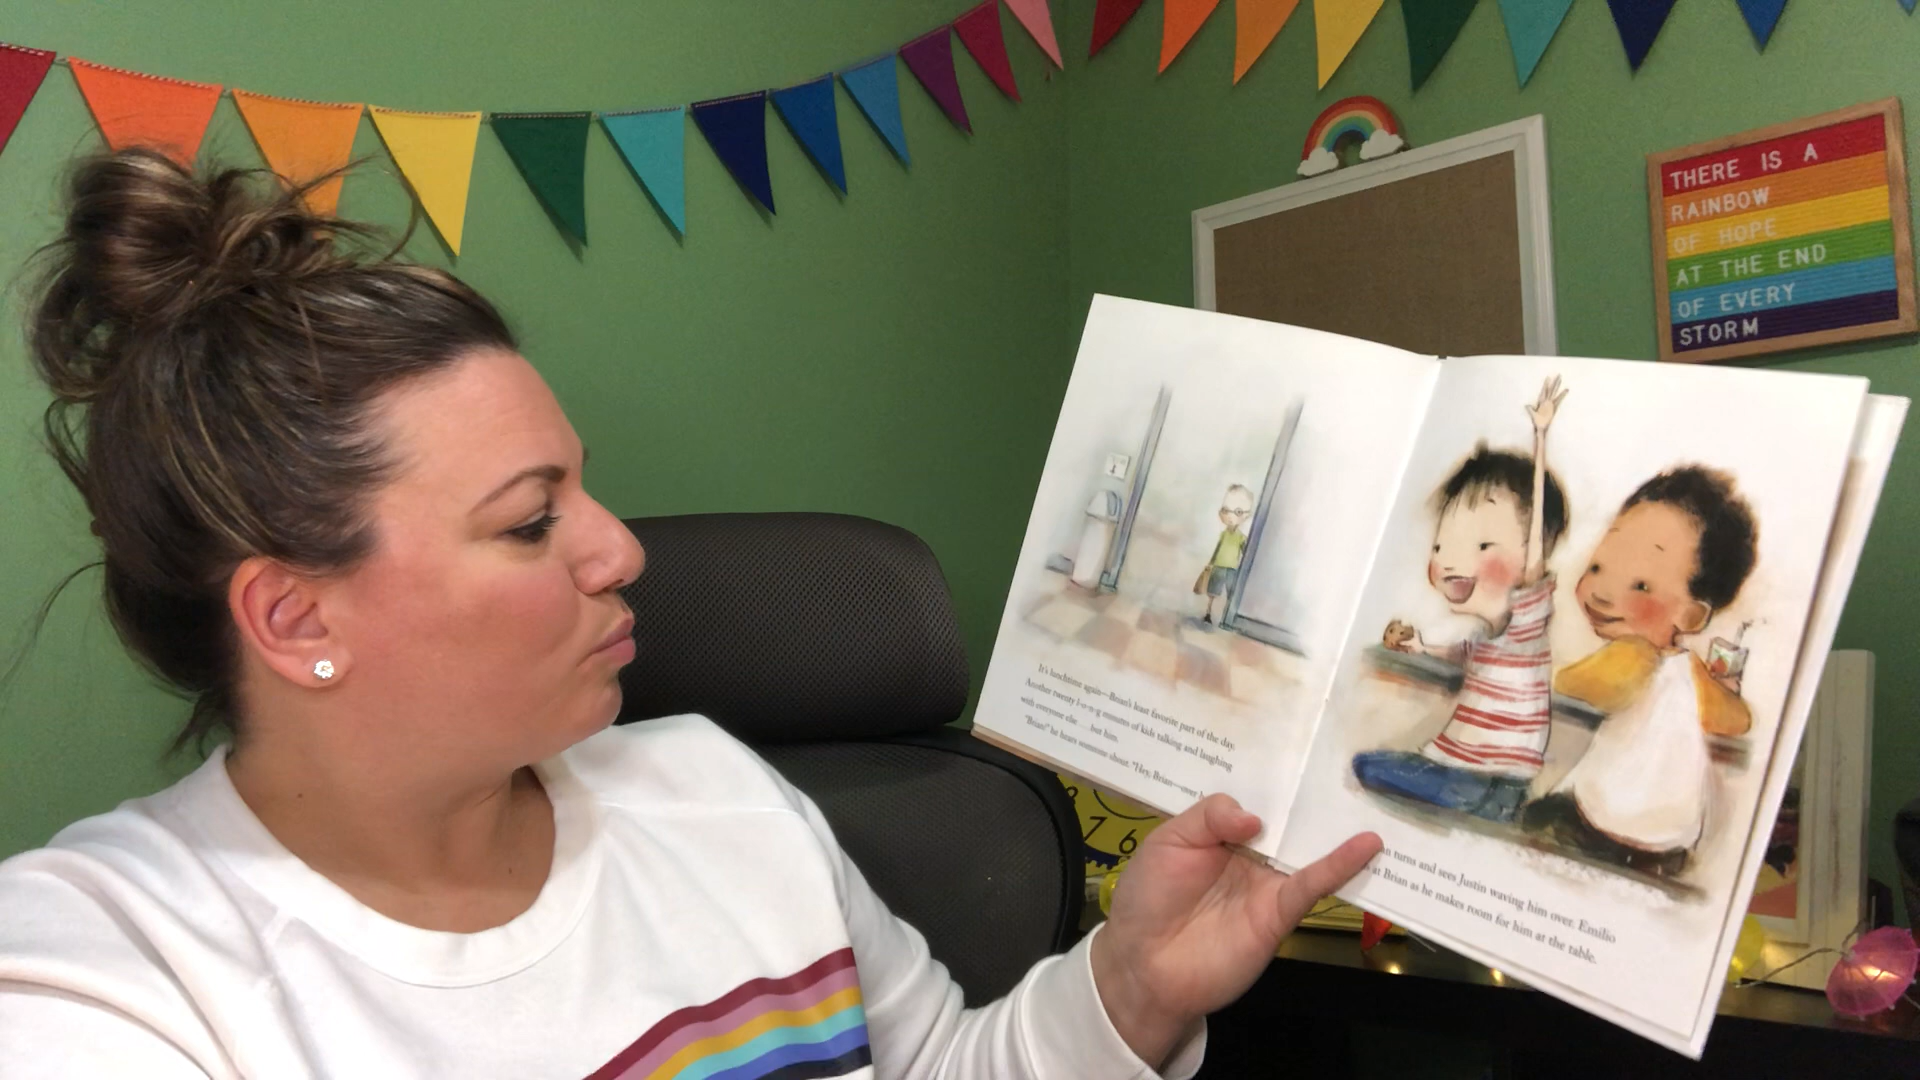 THERE IS A
RAINBOW
OF HOPE
AT THE END
OF EVERY
STORM
It's lunchtime again—Brian's least favorite part of the day.
Another twenty l-o-n-g minutes of kids talking and laughing
with everyone else . . . but him.
"Brian!" he hears someone shout. "Hey, Brian—over
turns and sees Justin waving him over. Emilio
at Brian as he makes room for him at the table.
7 6